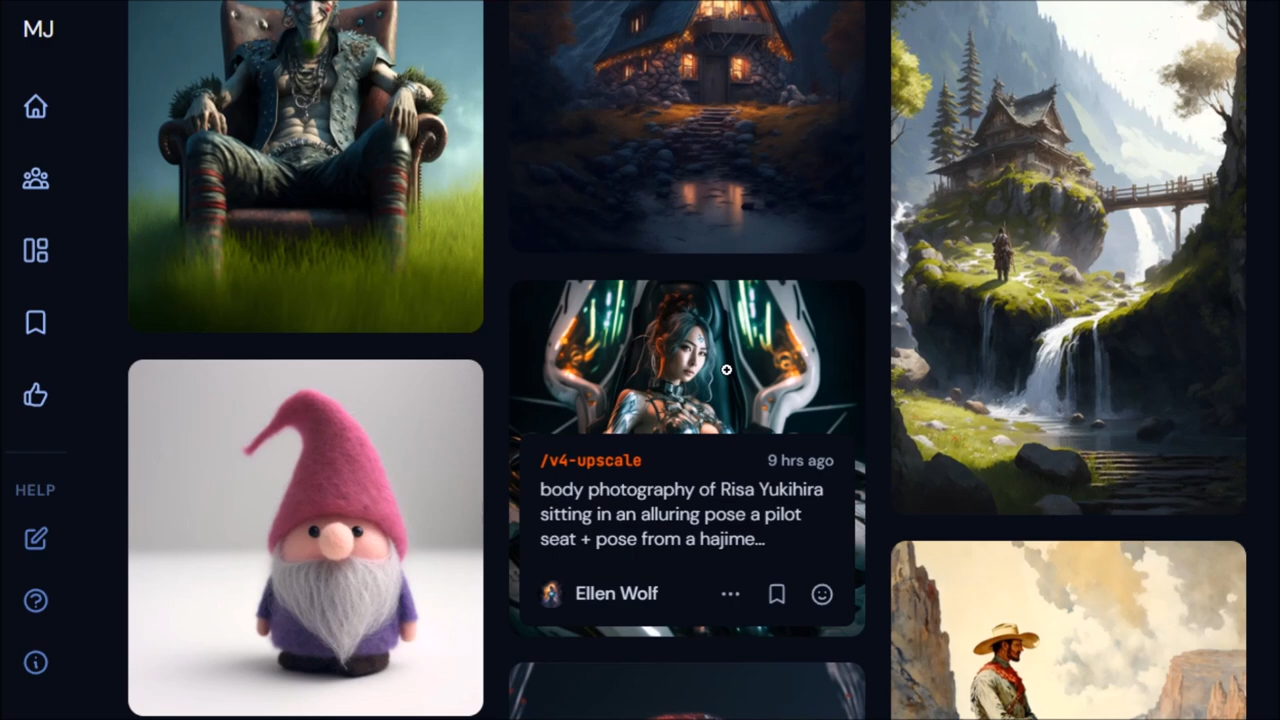 MJ
HELP
/v4-upscale
9 hrs ago
body photography of Risa Yukihira
sitting in an alluring pose a pilot
seat + pose from a hajime...
Ellen Wolf